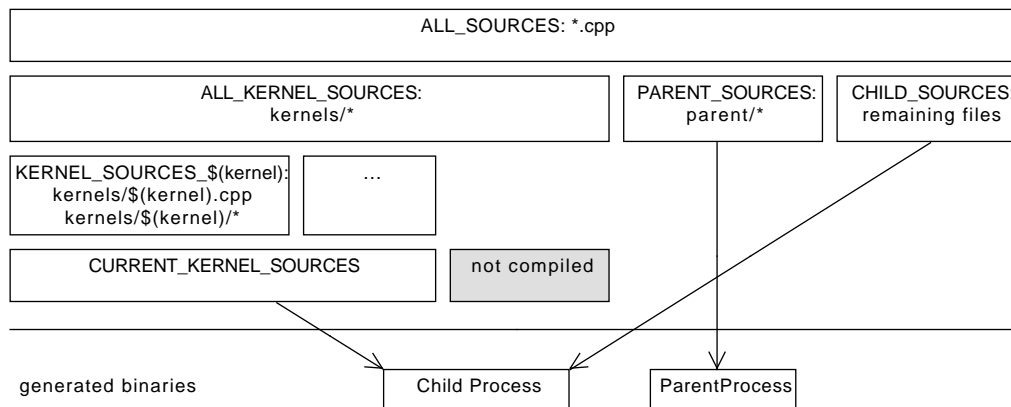 ALL_SOURCES: *.cpp
ALL_KERNEL_SOURCES:
kernels/*
PARENT_SOURCES:
parent/*
CHILD_SOURCES:
remaining files
KERNEL_SOURCES_$(kernel):
kernels/$(kernel).cpp
kernels/$(kernel)/*
...
CURRENT_KERNEL_SOURCES
not compiled
generated binaries
Child Process
ParentProcess